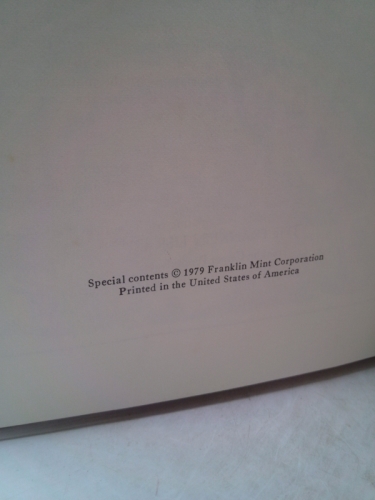 Special contents © 1979 Franklin Mint Corporation
Printed in the United States of America